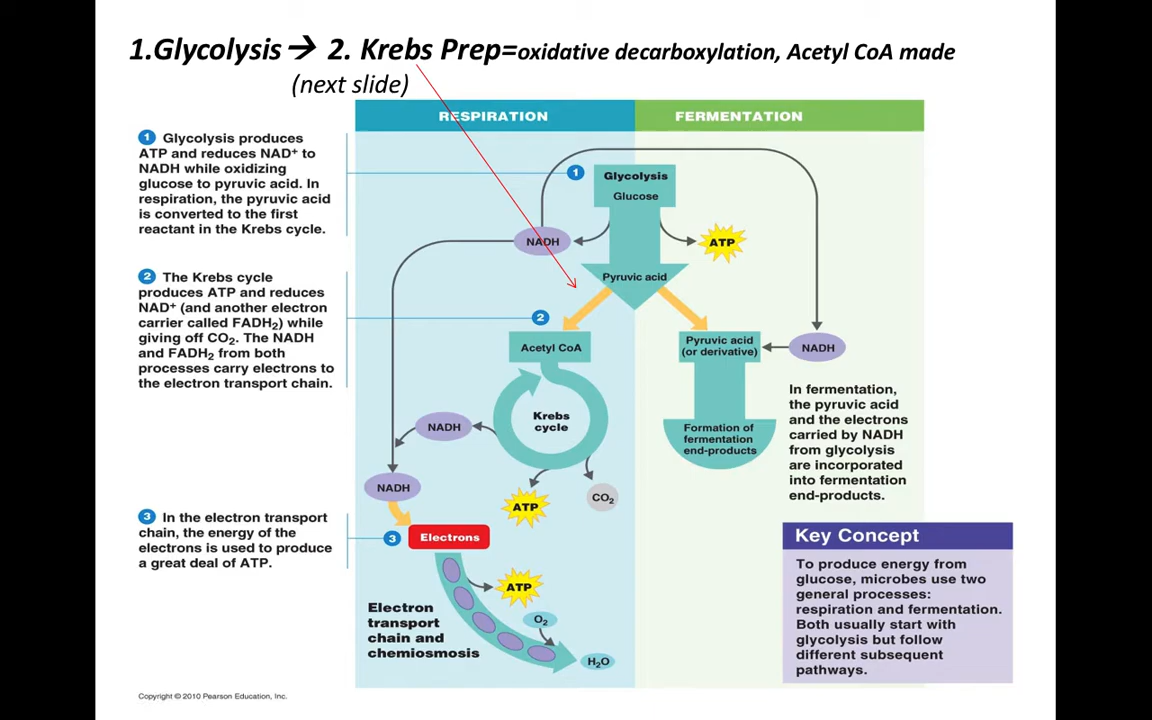 1.Glycolysis→ 2. Krebs Prep=oxidative decarboxylation, Acetyl CoA made
(next slide)
RESPIRATION
FERMENTATION
1 Glycolysis produces
ATP and reduces NAD⁺ to
NADH while oxidizing
glucose to pyruvic acid. In
respiration, the pyruvic acid
is converted to the first
reactant in the Krebs cycle.
1
Glycolysis
Glucose
NADH
ATP
Pyruvic acid
2 The Krebs cycle
produces ATP and reduces
NAD⁺ (and another electron
carrier called FADH₂) while
giving off CO₂. The NADH
and FADH₂ from both
processes carry electrons to
the electron transport chain.
2
Acetyl CoA
Pyruvic acid
(or derivative)
NADH
Krebs
cycle
NADH
Formation of
fermentation
end-products
In fermentation,
the pyruvic acid
and the electrons
carried by NADH
from glycolysis
are incorporated
into fermentation
end-products.
NADH
ATP
CO₂
3 In the electron transport
chain, the energy of the
electrons is used to produce
a great deal of ATP.
3
Electrons
ATP
O₂
Electron
transport
chain and
chemiosmosis
H₂O
Key Concept
To produce energy from
glucose, microbes use two
general processes:
respiration and fermentation.
Both usually start with
glycolysis but follow
different subsequent
pathways.
Copyright © 2010 Pearson Education, Inc.